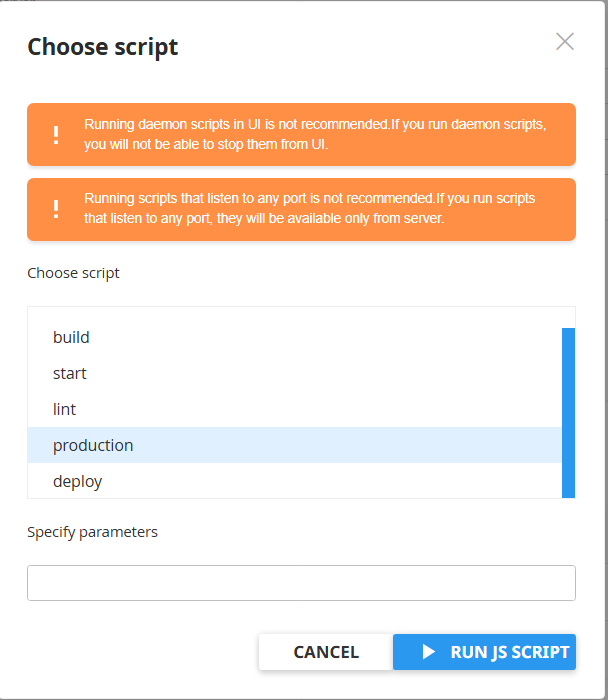 Choose script
Running daemon scripts in UI is not recommended.If you run daemon scripts,
you will not be able to stop them from UI.
Running scripts that listen to any port is not recommended.If you run scripts
that listen to any port, they will be available only from server.
Choose script
build
start
lint
production
deploy
Specify parameters
CANCEL
RUN JS SCRIPT